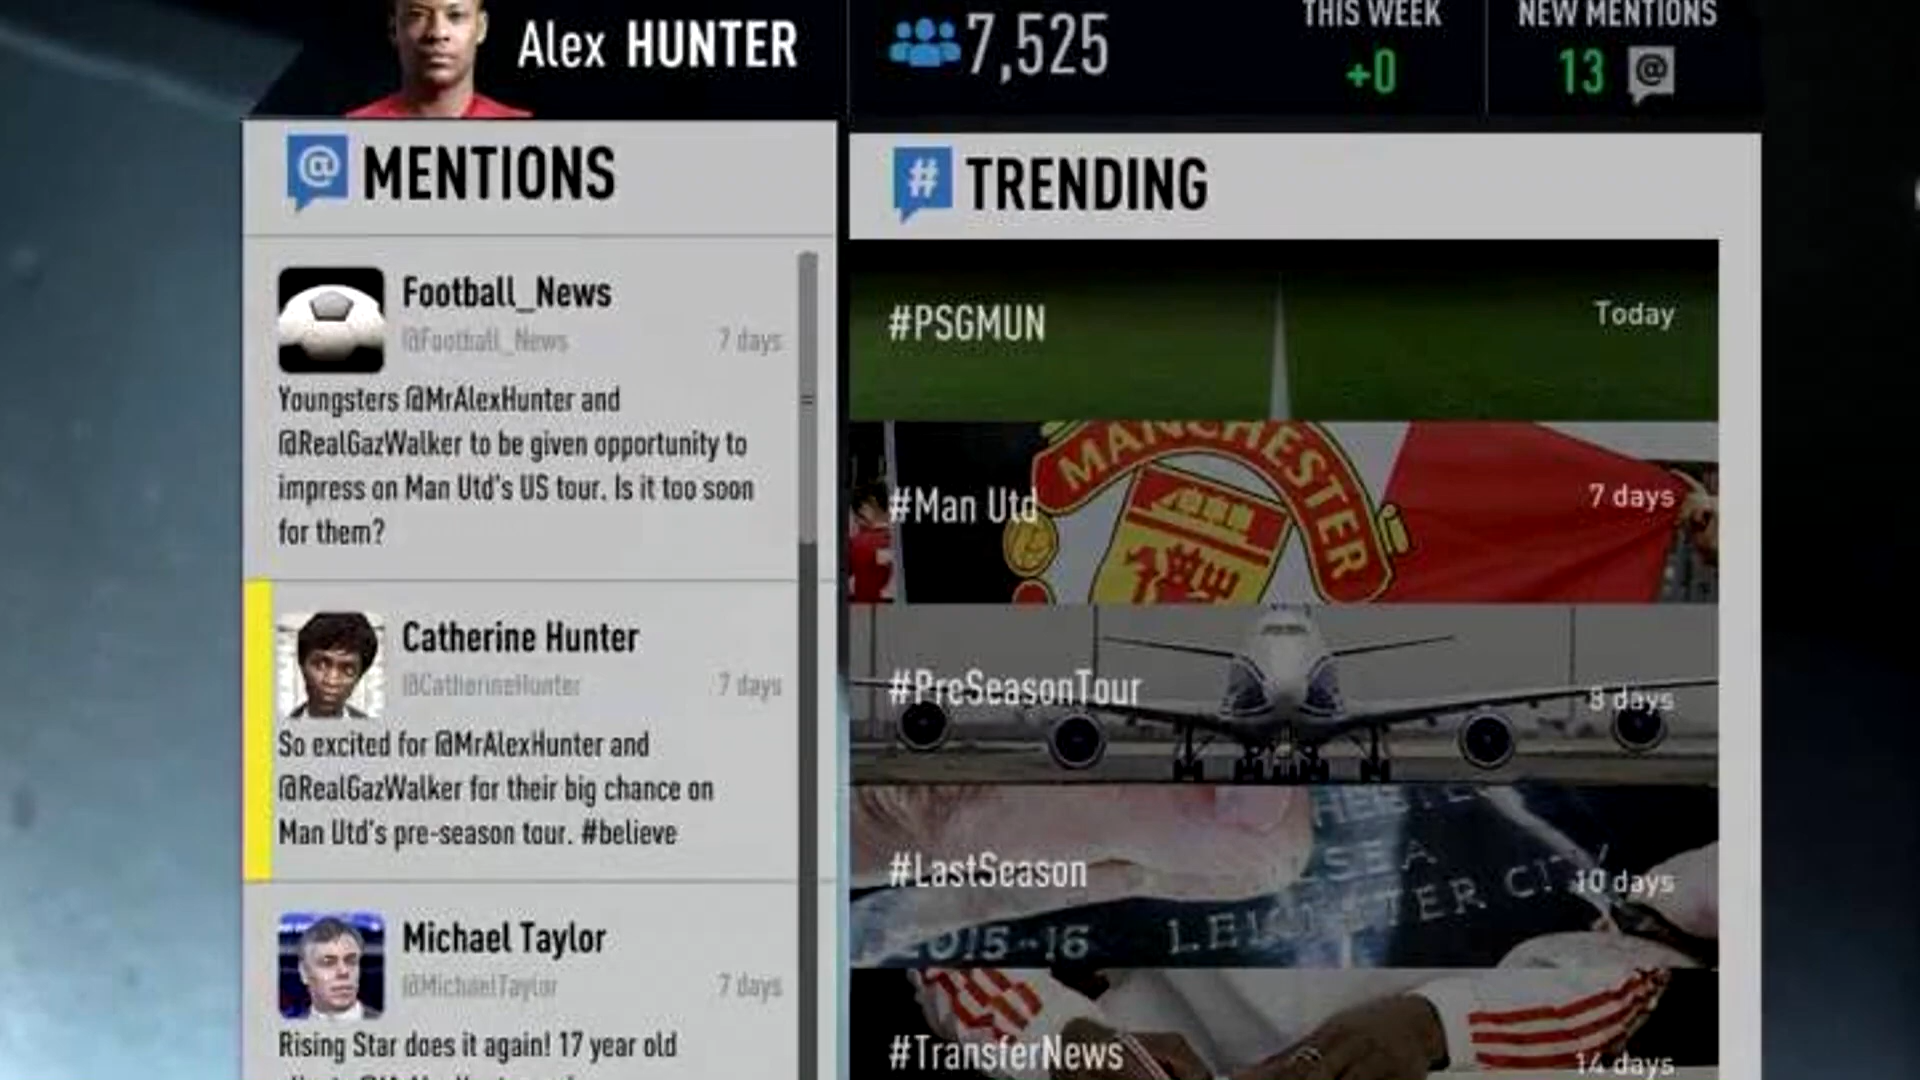 Alex HUNTER
7,525
THIS WEEK
+0
NEW MENTIONS
13 @
@ MENTIONS
Football_News
@Football_News 7 days
Youngsters @MrAlexHunter and
@RealGazWalker to be given opportunity to
impress on Man Utd's US tour. Is it too soon
for them?
Catherine Hunter
@CatherineHunter 7 days
So excited for @MrAlexHunter and
@RealGazWalker for their big chance on
Man Utd's pre-season tour. #believe
Michael Taylor
@MichaelTaylor 7 days
Rising Star does it again! 17 year old
# TRENDING
#PSGMUN Today
MANCHESTER
#Man Utd 7 days
#PreSeasonTour 8 days
#LastSeason 10 days
2015-16
#TransferNews 14 days